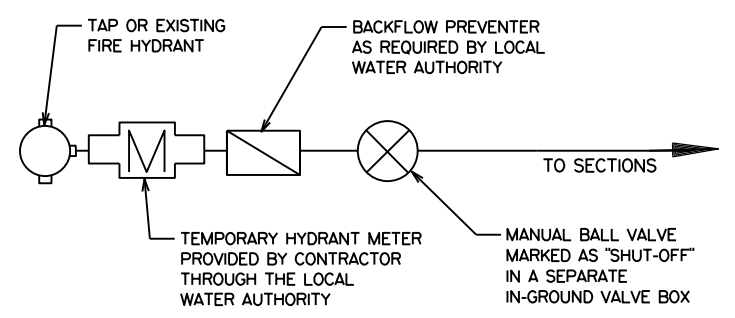 TAP OR EXISTING
FIRE HYDRANT
BACKFLOW PREVENTER
AS REQUIRED BY LOCAL
WATER AUTHORITY
M
TO SECTIONS
TEMPORARY HYDRANT METER
PROVIDED BY CONTRACTOR
THROUGH THE LOCAL
WATER AUTHORITY
MANUAL BALL VALVE
MARKED AS "SHUT-OFF"
IN A SEPARATE
IN-GROUND VALVE BOX